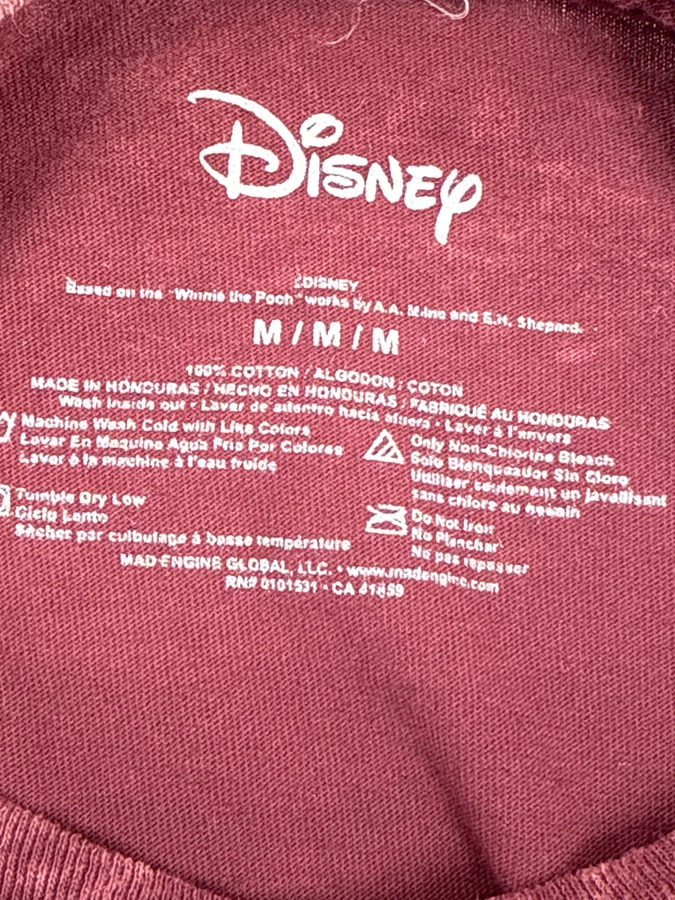 Disney
©DISNEY
Based on the "Winnie the Pooh" works by A.A. Milne and E.H. Shepard.
M / M / M
100% COTTON / ALGODON / COTON
MADE IN HONDURAS / HECHO EN HONDURAS / FABRIQUÉ AU HONDURAS
Wash inside out • Lavar de adentro hacia afuera • Laver à l'envers
Machine Wash Cold with Like Colors
Lavar En Maquina Agua Fria Por Colores
Laver à la machine à l'eau froide
Only Non-Chlorine Bleach
Solo Blanqueador Sin Cloro
Utiliser seulement un javellisant
sans chlore au besoin
Tumble Dry Low
Ciclo Lento
Sécher par culbutage à basse température
Do Not Iron
No Planchar
Ne pas repasser
MAD ENGINE GLOBAL, LLC. • www.madengine.com
RN# 0101531 • CA 41859